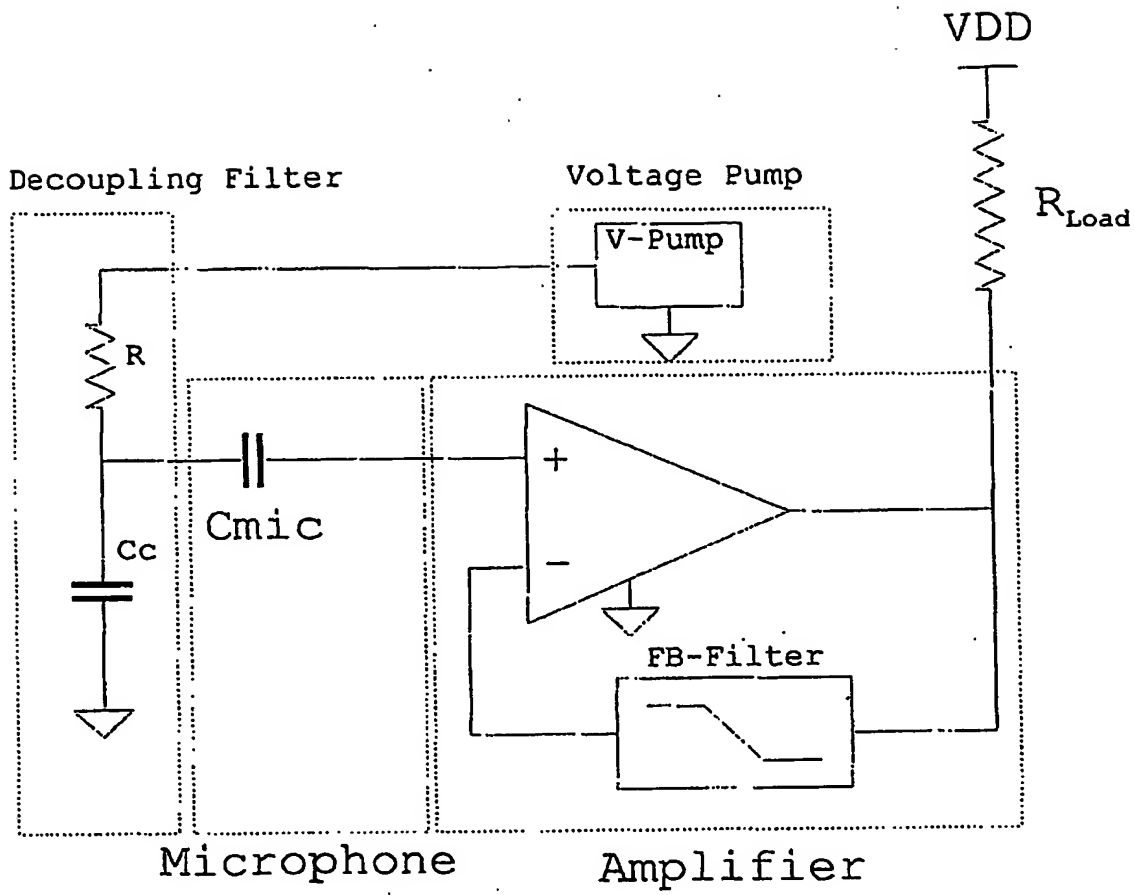 VDD
Decoupling Filter
Voltage Pump
V-Pump
RLoad
R
+
Cmic
Cc
−
FB-Filter
Microphone
Amplifier